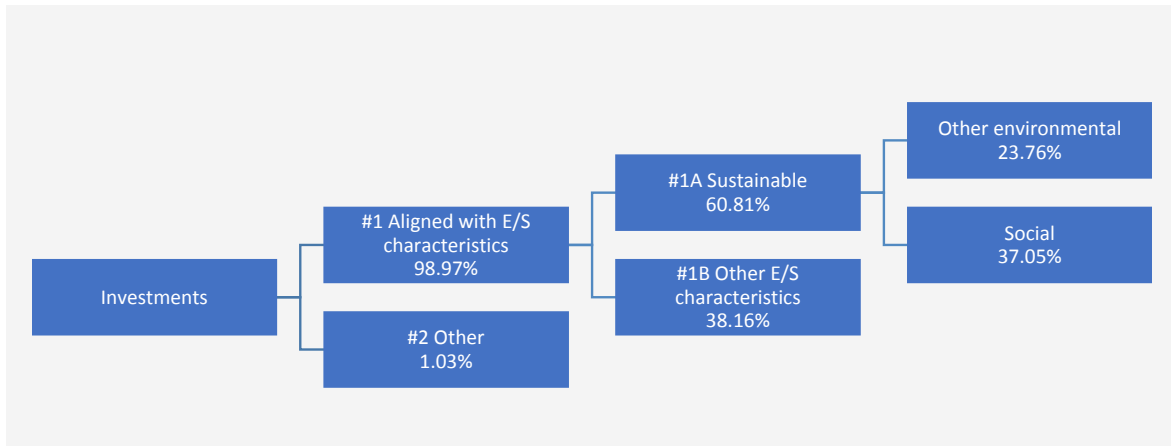 Investments
#1 Aligned with E/S
characteristics
98.97%
#2 Other
1.03%
#1A Sustainable
60.81%
#1B Other E/S
characteristics
38.16%
Other environmental
23.76%
Social
37.05%